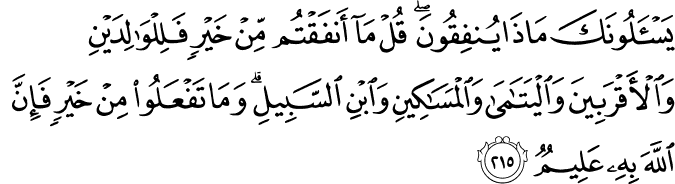 يَسْـَٔلُونَكَ مَاذَا يُنفِقُونَ ۖ قُلْ مَآ أَنفَقْتُم مِّنْ خَيْرٍ فَلِلْوَٰلِدَيْنِ
وَٱلْأَقْرَبِينَ وَٱلْيَتَٰمَىٰ وَٱلْمَسَٰكِينِ وَٱبْنِ ٱلسَّبِيلِ ۗ وَمَا تَفْعَلُوا۟ مِنْ خَيْرٍ فَإِنَّ
ٱللَّهَ بِهِۦ عَلِيمٌ ۝٢١٥